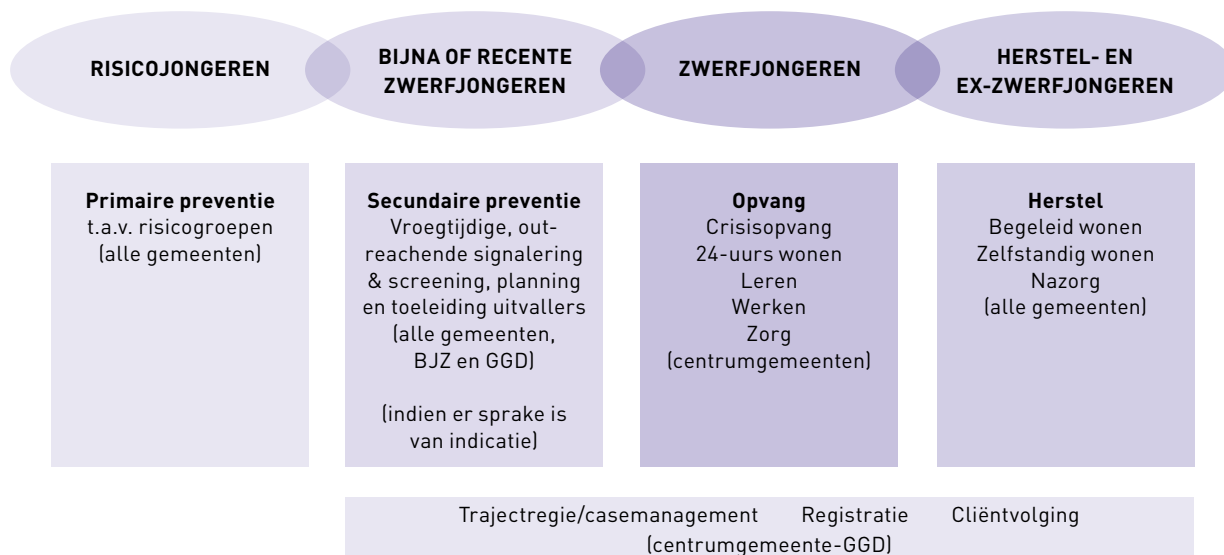 RISICOJONGEREN
BIJNA OF RECENTE
ZWERFJONGEREN
ZWERFJONGEREN
HERSTEL- EN
EX-ZWERFJONGEREN
Primaire preventie
t.a.v. risicogroepen
(alle gemeenten)
Secundaire preventie
Vroegtijdige, out-
reachende signalering
& screening, planning
en toeleiding uitvallers
(alle gemeenten,
BJZ en GGD)
(indien er sprake is
van indicatie)
Opvang
Crisisopvang
24-uurs wonen
Leren
Werken
Zorg
(centrumgemeenten)
Herstel
Begeleid wonen
Zelfstandig wonen
Nazorg
(alle gemeenten)
Trajectregie/casemanagement Registratie Cliëntvolging
(centrumgemeente-GGD)